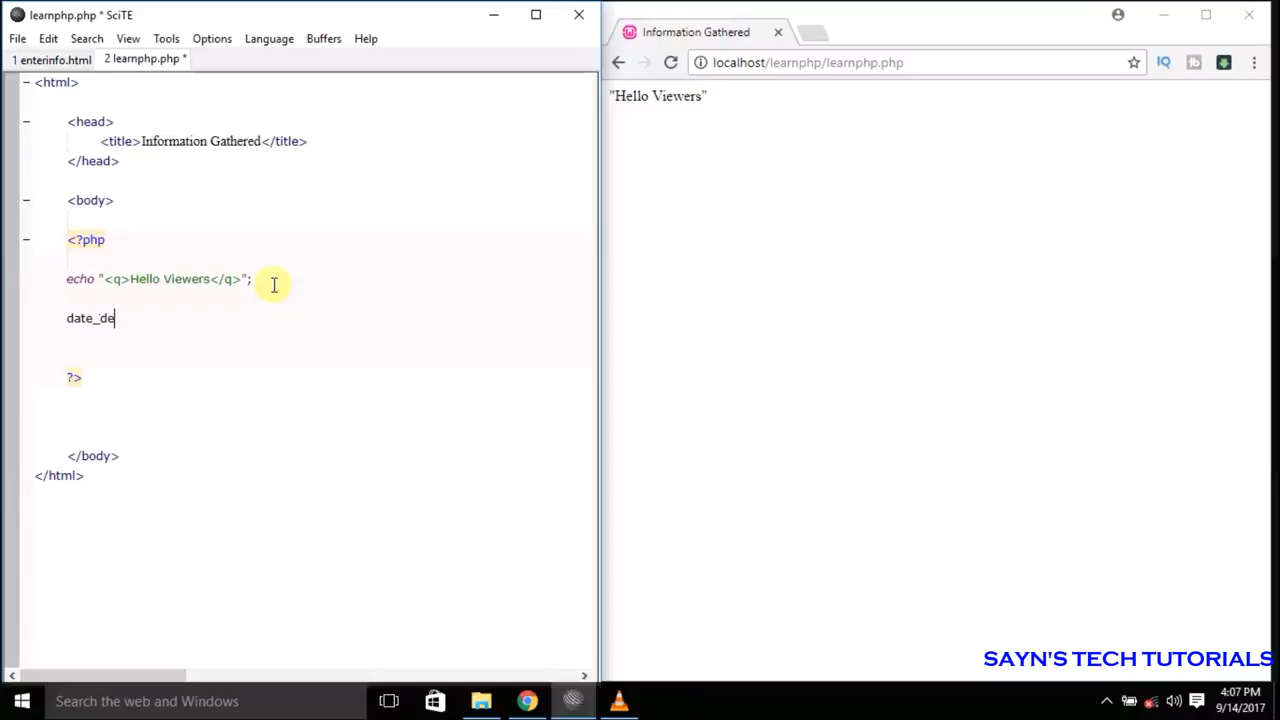 learnphp.php * SciTE
File Edit Search View Tools Options Language Buffers Help
1 enterinfo.html 2 learnphp.php *
<html>
<head>
<title>Information Gathered</title>
</head>
<body>
<?php
echo "<q>Hello Viewers</q>";
date_de
?>
</body>
</html>
Information Gathered
localhost/learnphp/learnphp.php
IQ
"Hello Viewers"
SAYN'S TECH TUTORIALS
Search the web and Windows
4:07 PM
9/14/2017